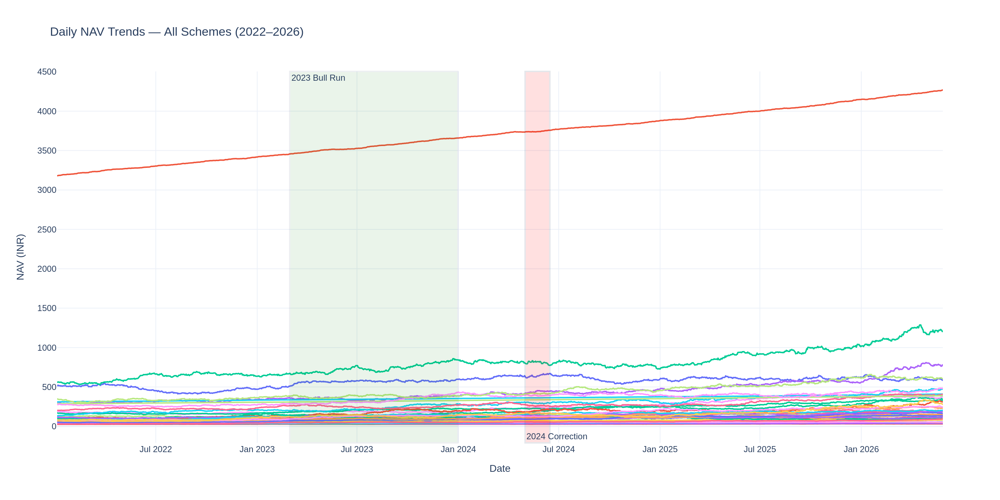 Daily NAV Trends — All Schemes (2022–2026)
4500
2023 Bull Run
4000
3500
3000
2500
NAV (INR)
2000
1500
1000
500
0
2024 Correction
Jul 2022
Jan 2023
Jul 2023
Jan 2024
Jul 2024
Jan 2025
Jul 2025
Jan 2026
Date